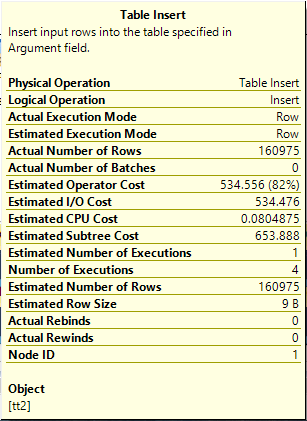 Table Insert
Insert input rows into the table specified in
Argument field.
Physical Operation Table Insert
Logical Operation Insert
Actual Execution Mode Row
Estimated Execution Mode Row
Actual Number of Rows 160975
Actual Number of Batches 0
Estimated Operator Cost 534.556 (82%)
Estimated I/O Cost 534.476
Estimated CPU Cost 0.0804875
Estimated Subtree Cost 653.888
Estimated Number of Executions 1
Number of Executions 4
Estimated Number of Rows 160975
Estimated Row Size 9 B
Actual Rebinds 0
Actual Rewinds 0
Node ID 1
Object
[tt2]